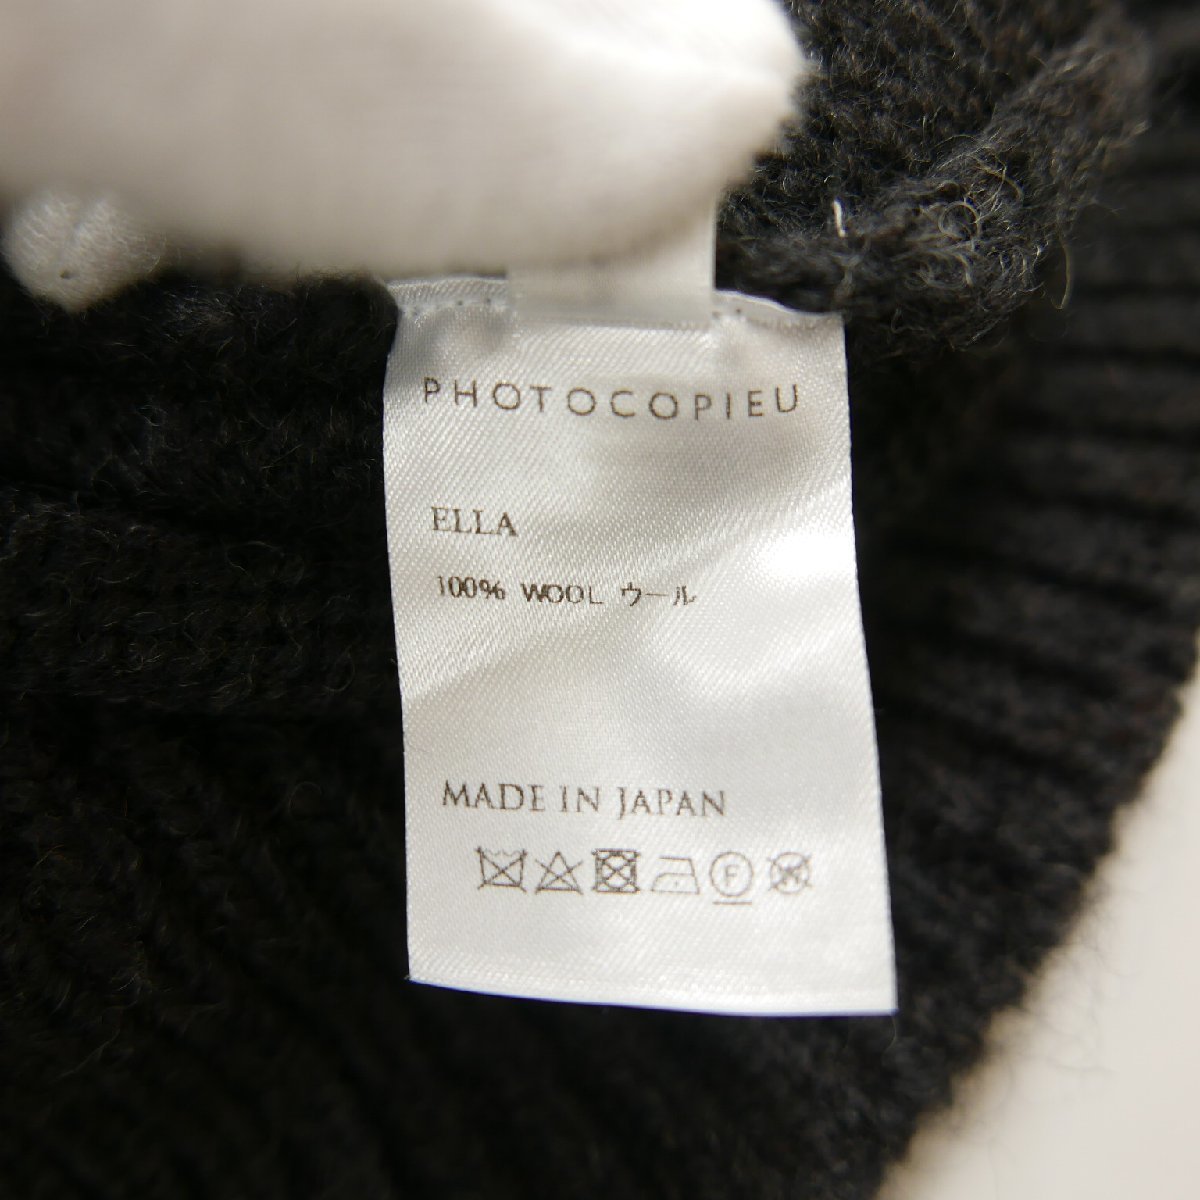 PHOTOCOPIEU
ELLA
100% WOOL ウール
MADE IN JAPAN
F W